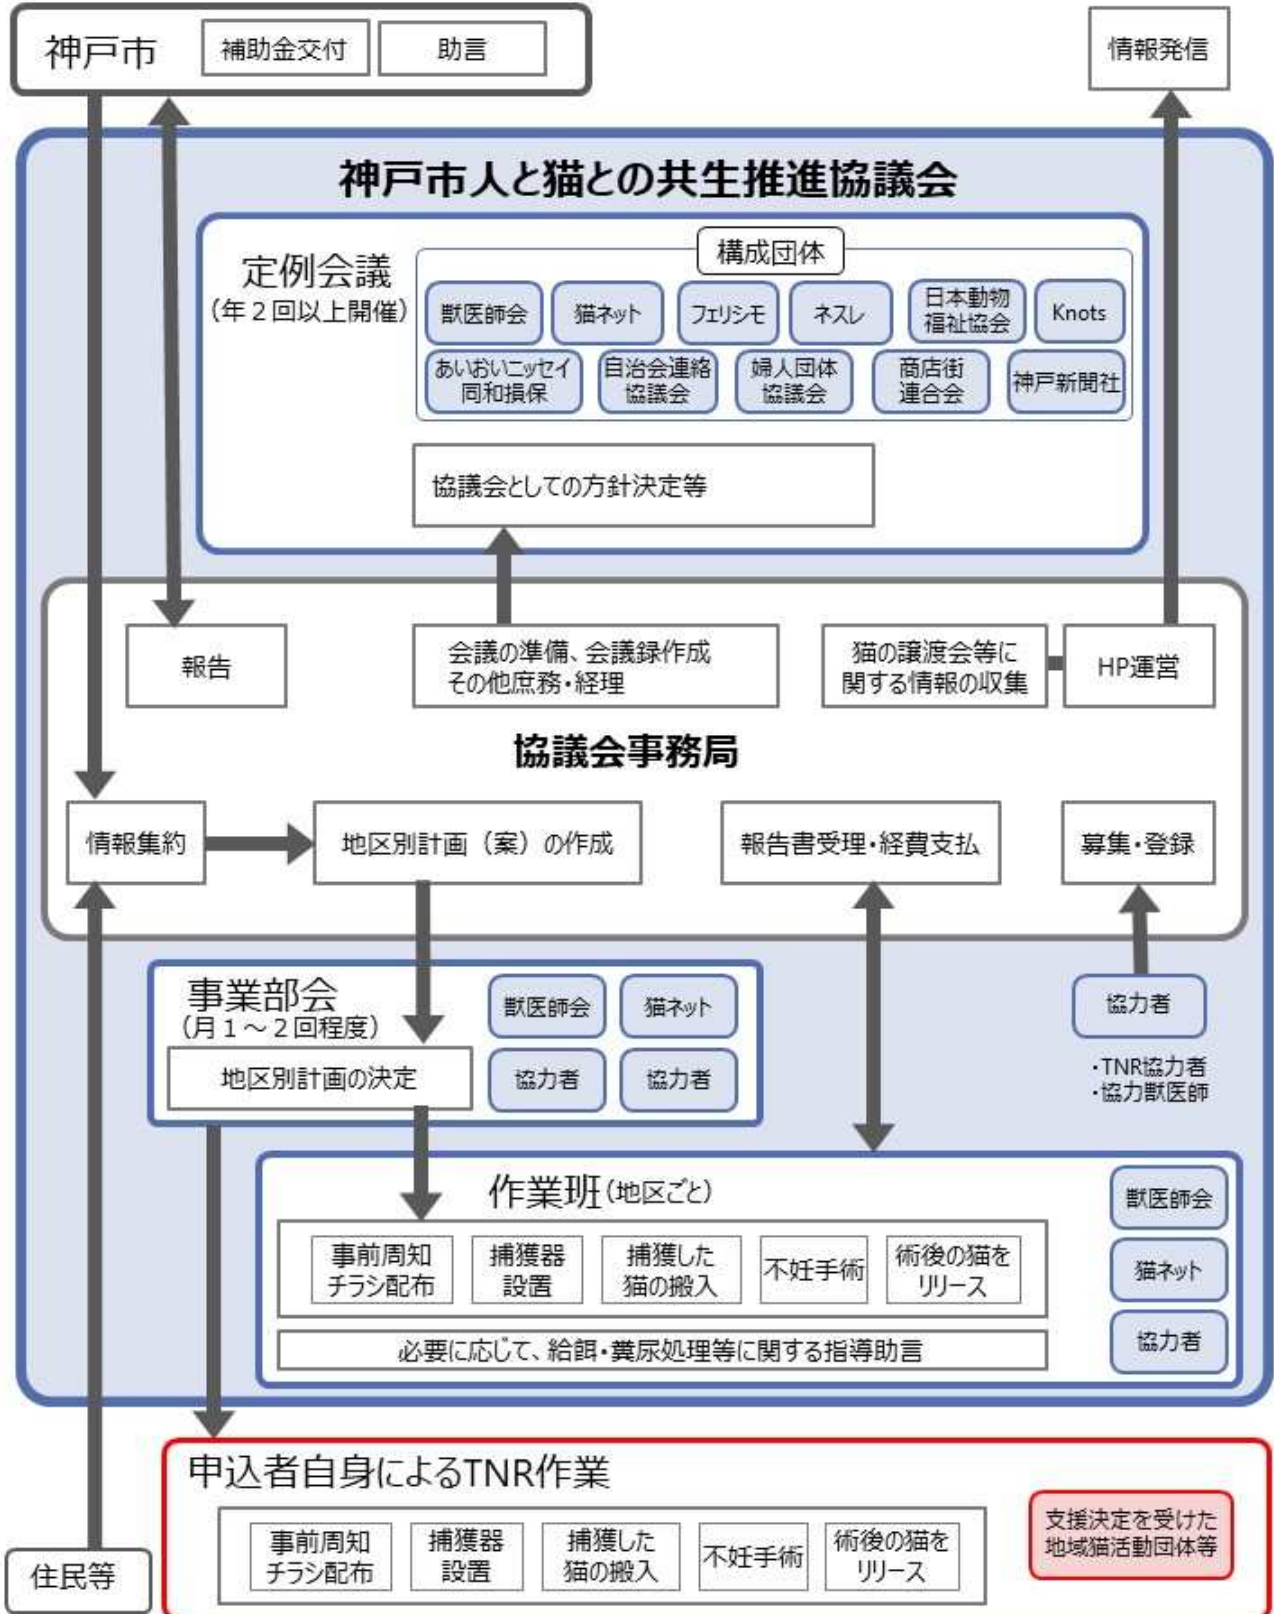 神戸市
補助金交付
助言
情報発信
神戸市人と猫との共生推進協議会
定例会議
(年２回以上開催)
構成団体
獣医師会
猫ネット
フェリシモ
ネスレ
日本動物
福祉協会
Knots
あいおいニッセイ
同和損保
自治会連絡
協議会
婦人団体
協議会
商店街
連合会
神戸新聞社
協議会としての方針決定等
報告
会議の準備、会議録作成
その他庶務・経理
猫の譲渡会等に
関する情報の収集
HP運営
協議会事務局
情報集約
地区別計画（案）の作成
報告書受理・経費支払
募集・登録
事業部会
(月１～２回程度)
地区別計画の決定
獣医師会
猫ネット
協力者
協力者
協力者
・TNR協力者
・協力獣医師
作業班(地区ごと)
事前周知
チラシ配布
捕獲器
設置
捕獲した
猫の搬入
不妊手術
術後の猫を
リリース
必要に応じて、給餌・糞尿処理等に関する指導助言
獣医師会
猫ネット
協力者
申込者自身によるTNR作業
事前周知
チラシ配布
捕獲器
設置
捕獲した
猫の搬入
不妊手術
術後の猫を
リリース
支援決定を受けた
地域猫活動団体等
住民等